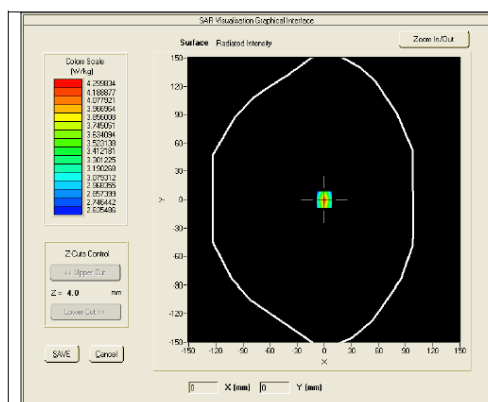 SAR Visualisation Graphical Interface
Surface Radiated Intensity
Zoom In/Out
Colors Scale
(W/kg)
4.299834
4.188877
4.077921
3.966964
3.856008
3.745051
3.634094
3.523138
3.412181
3.301225
3.190268
3.079312
2.968355
2.857399
2.746442
2.635486
150
120
90
60
30
0
-30
-60
-90
-120
-150
Y
-150 -120 -90 -60 -30 0 30 60 90 120 150
X
Z-Cuts Control
<< Upper Cut
Z = 4.0 mm
Lower Cut >>
SAVE Cancel
0 X (mm) 0 Y (mm)